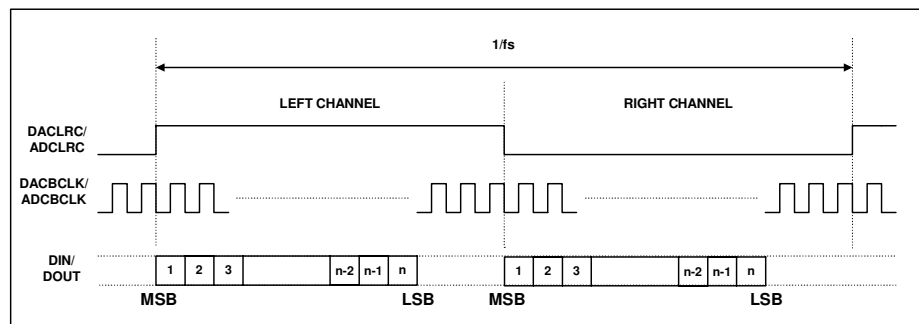 1/fs
LEFT CHANNEL RIGHT CHANNEL
DACLRC/
ADCLRC
DACBCLK/
ADCBCLK
DIN/
DOUT
1 2 3 n-2 n-1 n 1 2 3 n-2 n-1 n
MSB LSB MSB LSB